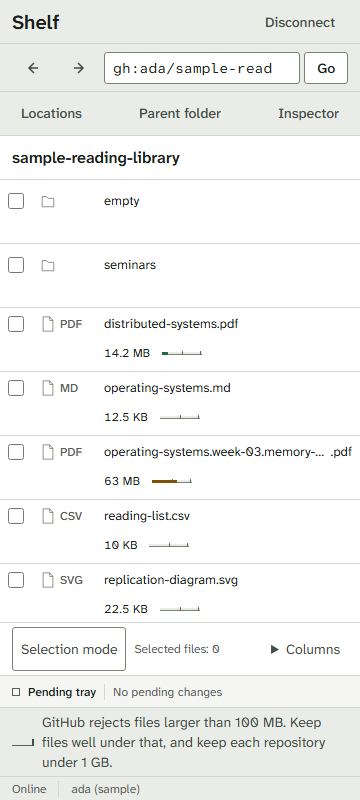 Shelf
Disconnect
gh:ada/sample-read
Go
Locations
Parent folder
Inspector
sample-reading-library
empty
seminars
PDF
distributed-systems.pdf
14.2 MB
MD
operating-systems.md
12.5 KB
PDF
operating-systems.week-03.memory-... .pdf
63 MB
CSV
reading-list.csv
10 KB
SVG
replication-diagram.svg
22.5 KB
Selection mode
Selected files: 0
Columns
Pending tray
No pending changes
GitHub rejects files larger than 100 MB. Keep
files well under that, and keep each repository
under 1 GB.
Online
ada (sample)